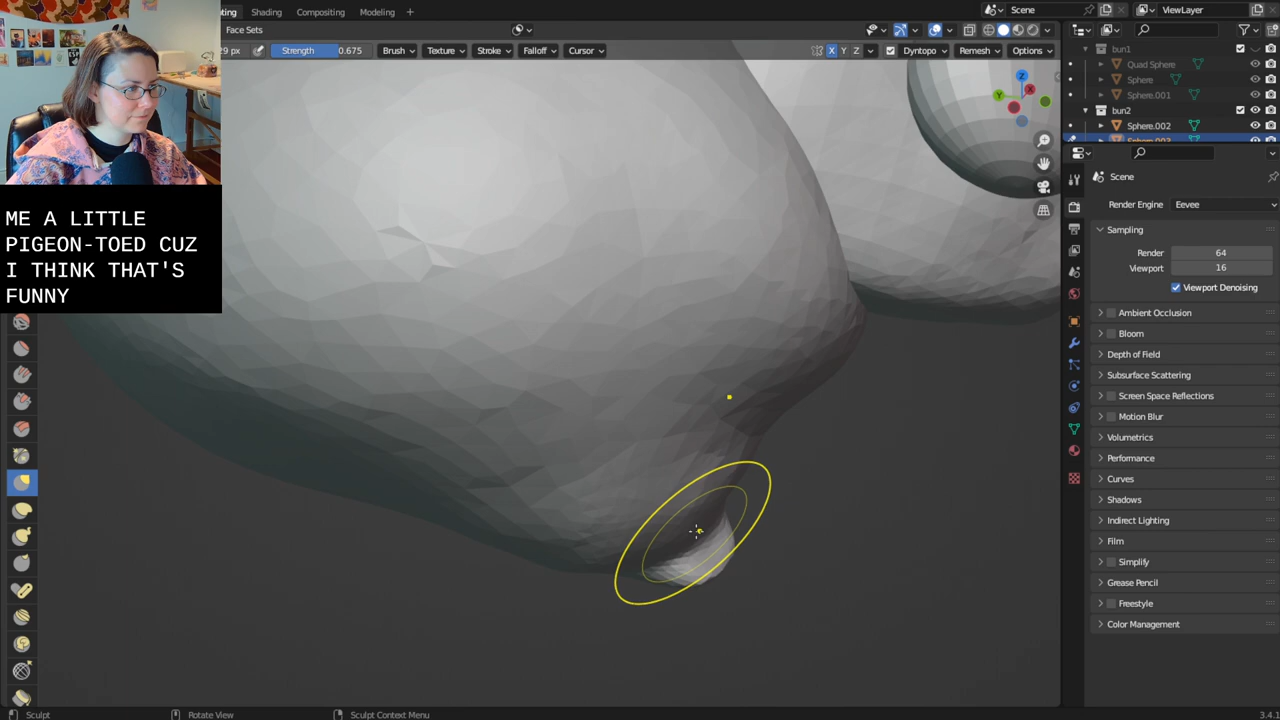 Shading
Compositing
Modeling
+
Scene
ViewLayer
Face Sets
Strength 0.675
Brush
Texture
Stroke
Falloff
Cursor
X Y Z
Dyntopo
Remesh
Options
bun1
Quad Sphere
Sphere
Sphere.001
bun2
Sphere.002
Scene
Render Engine Eevee
Sampling
Render 64
Viewport 16
Viewport Denoising
Ambient Occlusion
Bloom
Depth of Field
Subsurface Scattering
Screen Space Reflections
Motion Blur
Volumetrics
Performance
Curves
Shadows
Indirect Lighting
Film
Simplify
Grease Pencil
Freestyle
Color Management
ME A LITTLE
PIGEON-TOED CUZ
I THINK THAT'S
FUNNY
Z
Y
X
Sculpt
Rotate View
Sculpt Context Menu
3.4.1